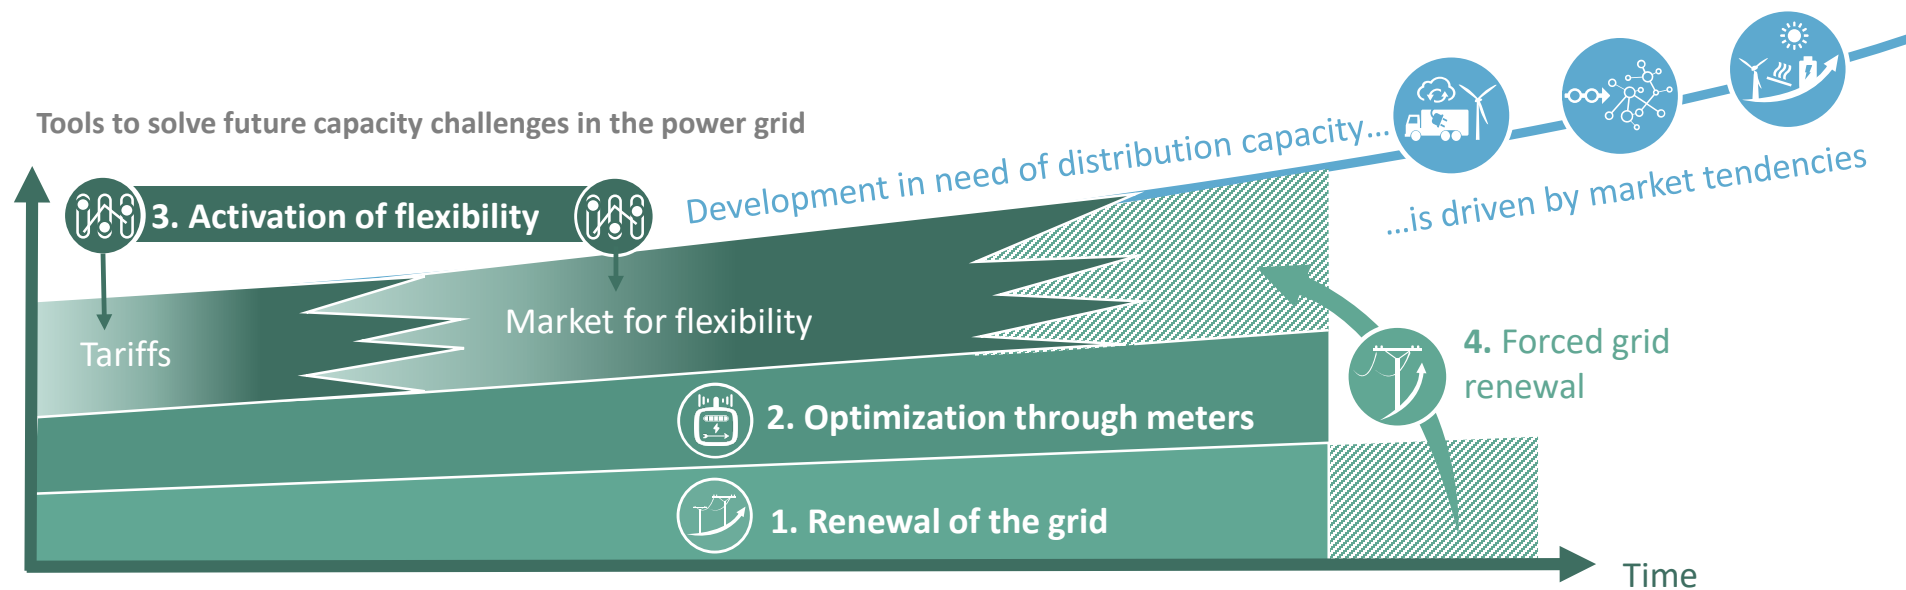 Tools to solve future capacity challenges in the power grid
Development in need of distribution capacity...
...is driven by market tendencies
3. Activation of flexibility
Tariffs
Market for flexibility
4. Forced grid
renewal
2. Optimization through meters
1. Renewal of the grid
Time